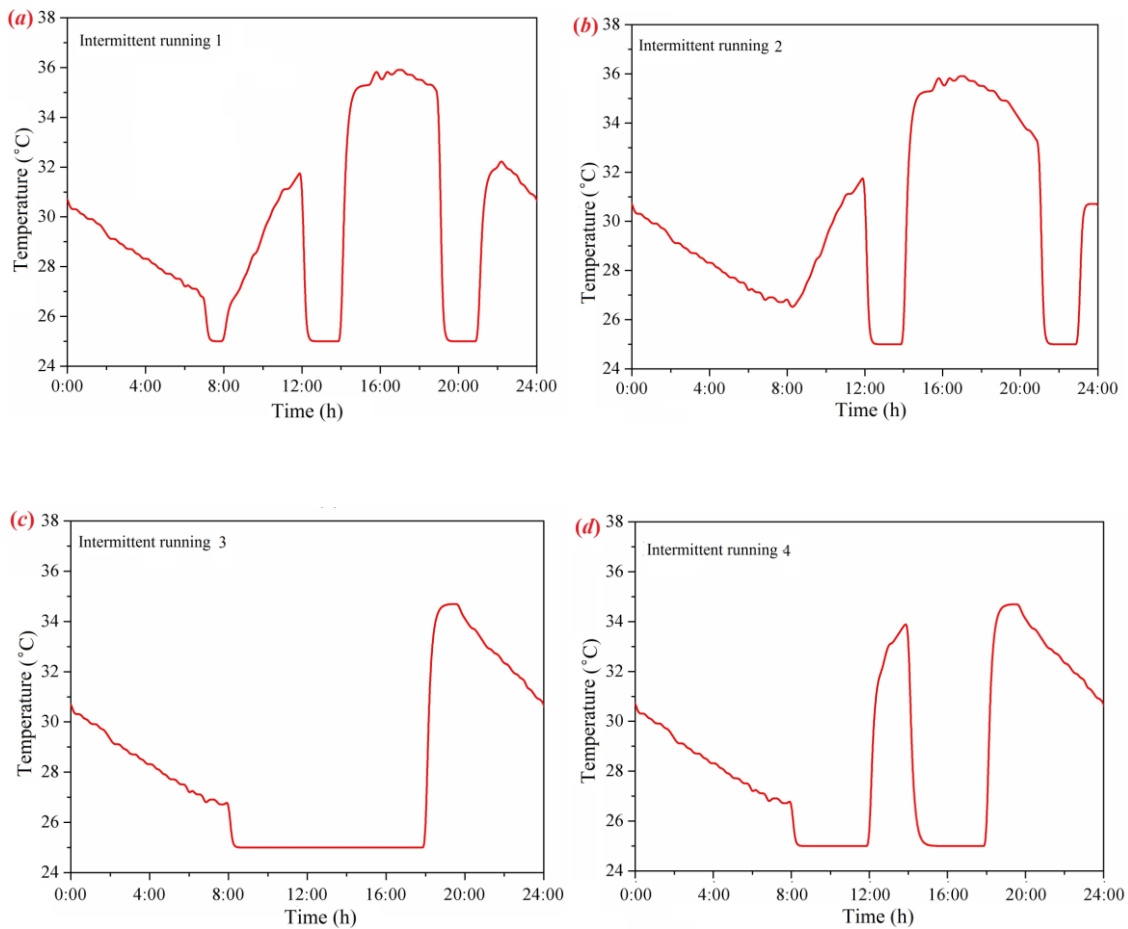 (a)
Intermittent running 1
Temperature (°C)
38
36
34
32
30
28
26
24
0:00 4:00 8:00 12:00 16:00 20:00 24:00
Time (h)
(b)
Intermittent running 2
Temperature (°C)
38
36
34
32
30
28
26
24
0:00 4:00 8:00 12:00 16:00 20:00 24:00
Time (h)
(c)
Intermittent running 3
Temperature (°C)
38
36
34
32
30
28
26
24
0:00 4:00 8:00 12:00 16:00 20:00 24:00
Time (h)
(d)
Intermittent running 4
Temperature (°C)
38
36
34
32
30
28
26
24
0:00 4:00 8:00 12:00 16:00 20:00 24:00
Time (h)